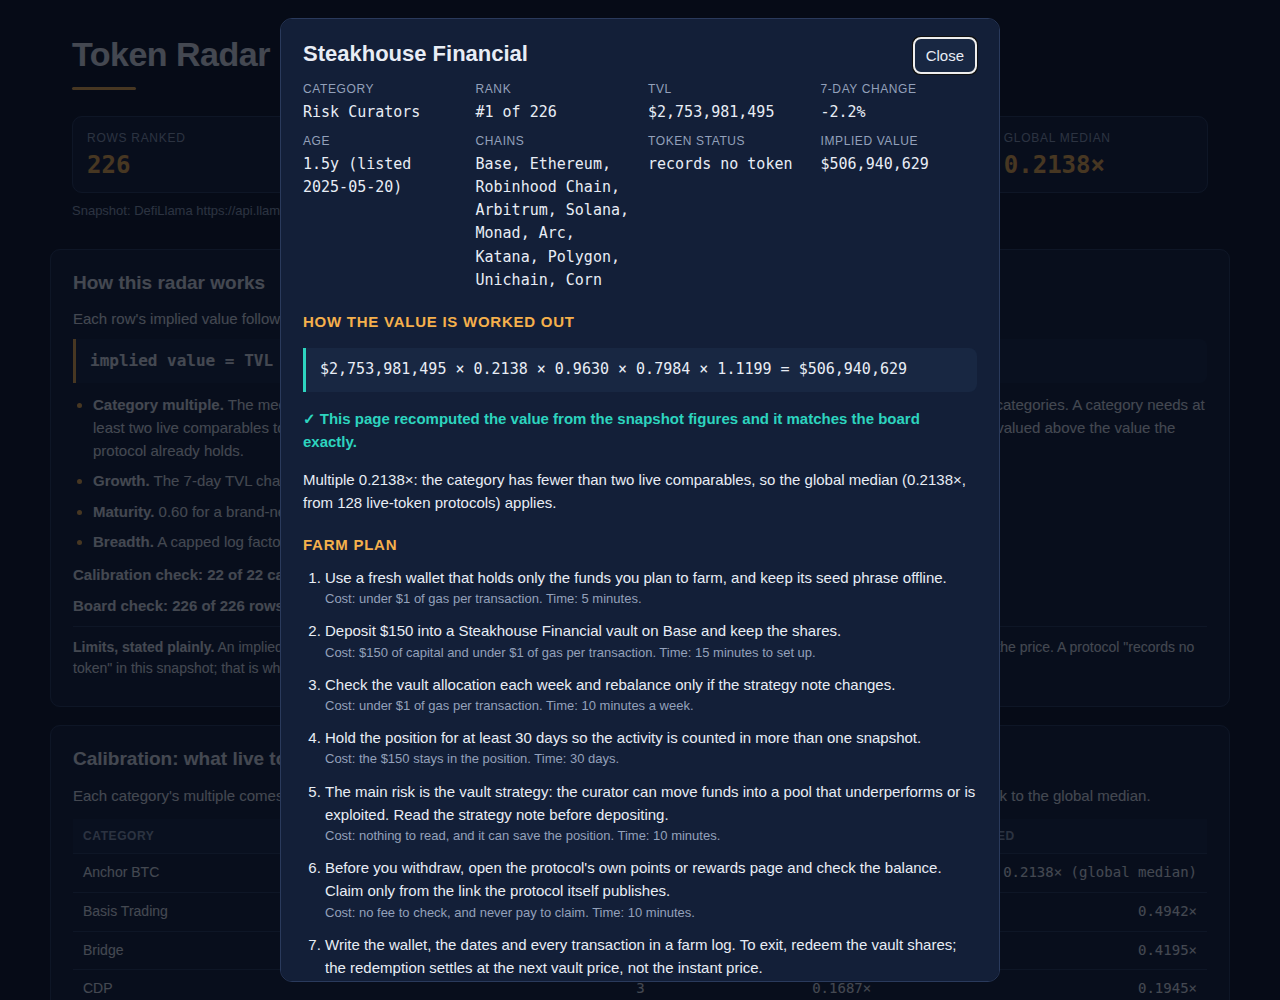 Token Radar
ROWS RANKED
226
GLOBAL MEDIAN
0.2138×
Snapshot: DefiLlama https://api.llam
How this radar works
Each row's implied value follow
implied value = TVL
Category multiple. The me
categories. A category needs at
least two live comparables t
valued above the value the
protocol already holds.
Growth. The 7-day TVL cha
Maturity. 0.60 for a brand-ne
Breadth. A capped log facto
Calibration check: 22 of 22 ca
Board check: 226 of 226 rows
Limits, stated plainly. An implied
he price. A protocol "records no
token" in this snapshot; that is wh
Calibration: what live to
Each category's multiple comes
k to the global median.
CATEGORY
ED
Anchor BTC
0.2138× (global median)
Basis Trading
0.4942×
Bridge
0.4195×
CDP
3
0.1687×
0.1945×
Steakhouse Financial
Close
CATEGORY
Risk Curators
RANK
#1 of 226
TVL
$2,753,981,495
7-DAY CHANGE
-2.2%
AGE
1.5y (listed
2025-05-20)
CHAINS
Base, Ethereum,
Robinhood Chain,
Arbitrum, Solana,
Monad, Arc,
Katana, Polygon,
Unichain, Corn
TOKEN STATUS
records no token
IMPLIED VALUE
$506,940,629
HOW THE VALUE IS WORKED OUT
$2,753,981,495 × 0.2138 × 0.9630 × 0.7984 × 1.1199 = $506,940,629
✓ This page recomputed the value from the snapshot figures and it matches the board
exactly.
Multiple 0.2138×: the category has fewer than two live comparables, so the global median (0.2138×,
from 128 live-token protocols) applies.
FARM PLAN
1. Use a fresh wallet that holds only the funds you plan to farm, and keep its seed phrase offline.
Cost: under $1 of gas per transaction. Time: 5 minutes.
2. Deposit $150 into a Steakhouse Financial vault on Base and keep the shares.
Cost: $150 of capital and under $1 of gas per transaction. Time: 15 minutes to set up.
3. Check the vault allocation each week and rebalance only if the strategy note changes.
Cost: under $1 of gas per transaction. Time: 10 minutes a week.
4. Hold the position for at least 30 days so the activity is counted in more than one snapshot.
Cost: the $150 stays in the position. Time: 30 days.
5. The main risk is the vault strategy: the curator can move funds into a pool that underperforms or is
exploited. Read the strategy note before depositing.
Cost: nothing to read, and it can save the position. Time: 10 minutes.
6. Before you withdraw, open the protocol's own points or rewards page and check the balance.
Claim only from the link the protocol itself publishes.
Cost: no fee to check, and never pay to claim. Time: 10 minutes.
7. Write the wallet, the dates and every transaction in a farm log. To exit, redeem the vault shares;
the redemption settles at the next vault price, not the instant price.